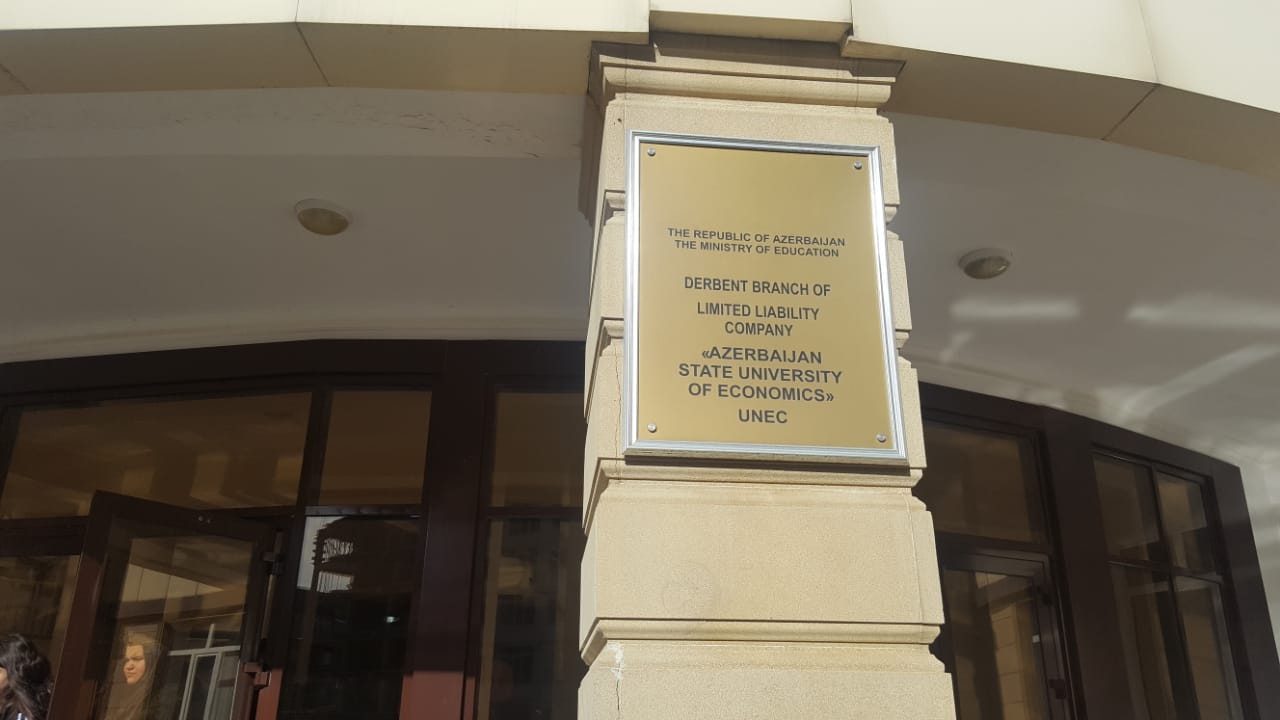 THE REPUBLIC OF AZERBAIJAN
THE MINISTRY OF EDUCATION
DERBENT BRANCH OF
LIMITED LIABILITY
COMPANY
«AZERBAIJAN
STATE UNIVERSITY
OF ECONOMICS»
UNEC